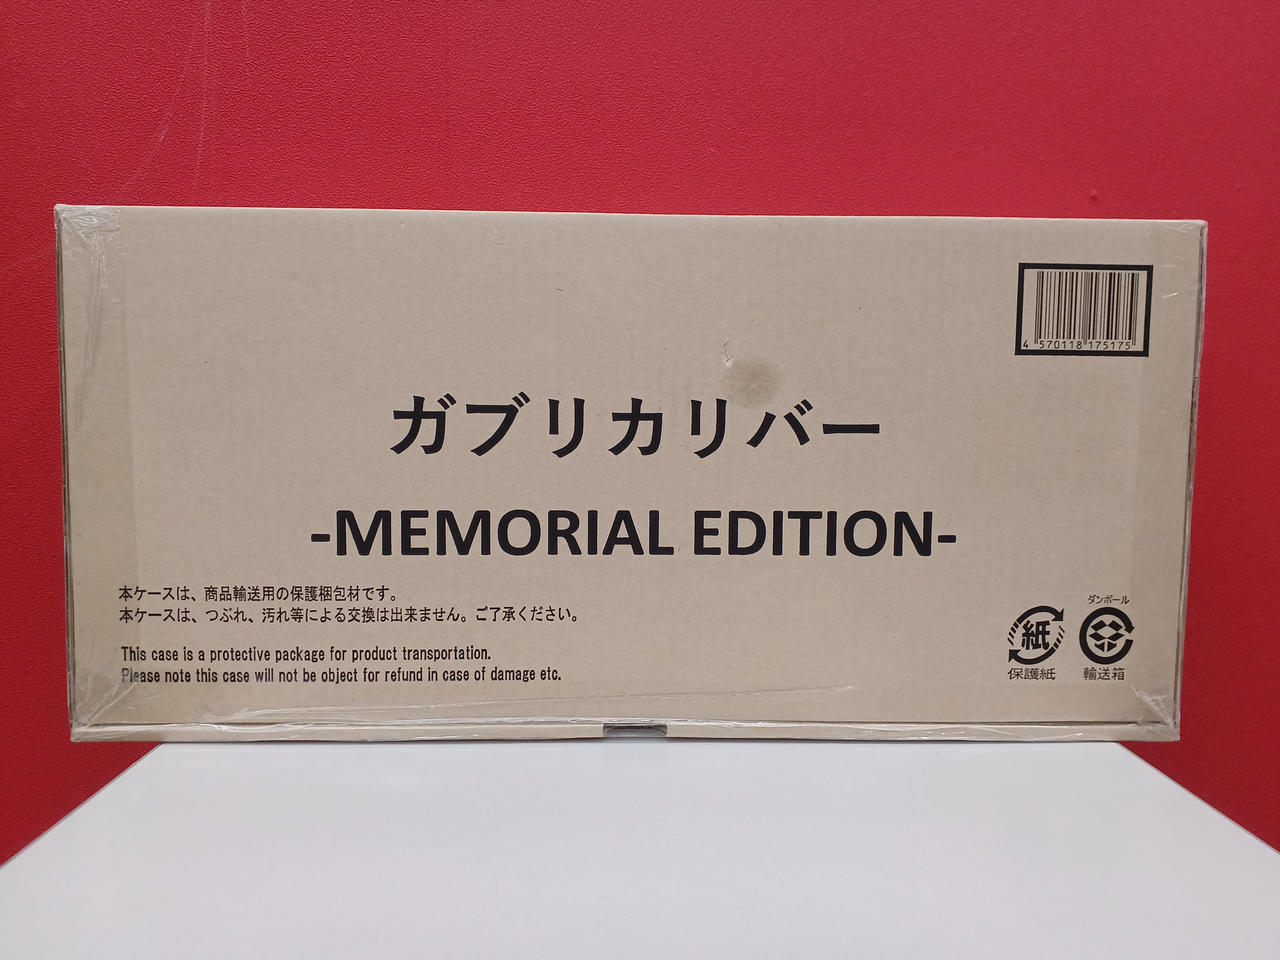 4 570118 175175
ガブリカリバー
-MEMORIAL EDITION-
本ケースは、商品輸送用の保護梱包材です。
本ケースは、つぶれ、汚れ等による交換は出来ません。ご了承ください。
This case is a protective package for product transportation.
Please note this case will not be object for refund in case of damage etc.
紙
保護紙
ダンボール
輸送箱